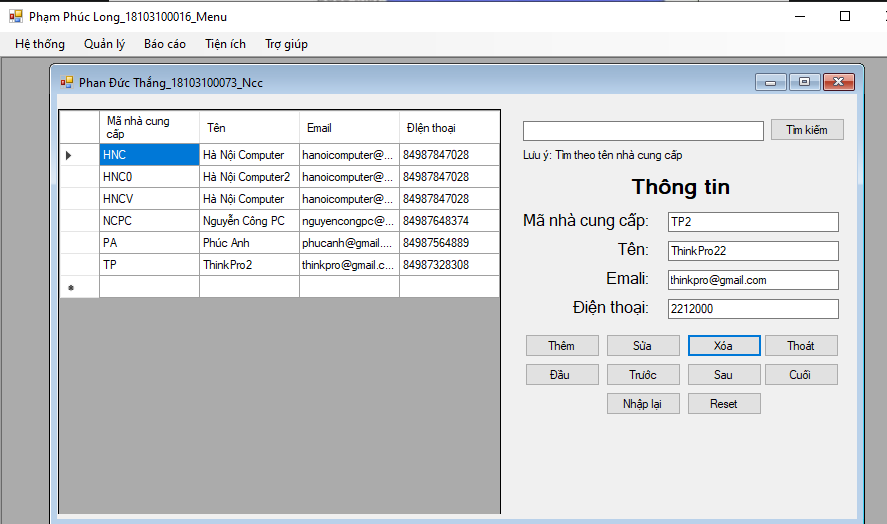 Phạm Phúc Long_18103100016_Menu
Hệ thống Quản lý Báo cáo Tiện ích Trợ giúp
Phan Đức Thắng_18103100073_Ncc
Mã nhà cung cấp Tên Email Điện thoại
HNC Hà Nội Computer hanoicomputer@... 84987847028
HNC0 Hà Nội Computer2 hanoicomputer@... 84987847028
HNCV Hà Nội Computer hanoicomputer@... 84987847028
NCPC Nguyễn Công PC nguyencongpc@... 84987648374
PA Phúc Anh phucanh@gmail.... 84987564889
TP ThinkPro2 thinkpro@gmail.c... 84987328308
Tìm kiếm
Lưu ý: Tìm theo tên nhà cung cấp
Thông tin
Mã nhà cung cấp: TP2
Tên: ThinkPro22
Emali: thinkpro@gmail.com
Điện thoại: 2212000
Thêm Sửa Xóa Thoát
Đầu Trước Sau Cuối
Nhập lại Reset